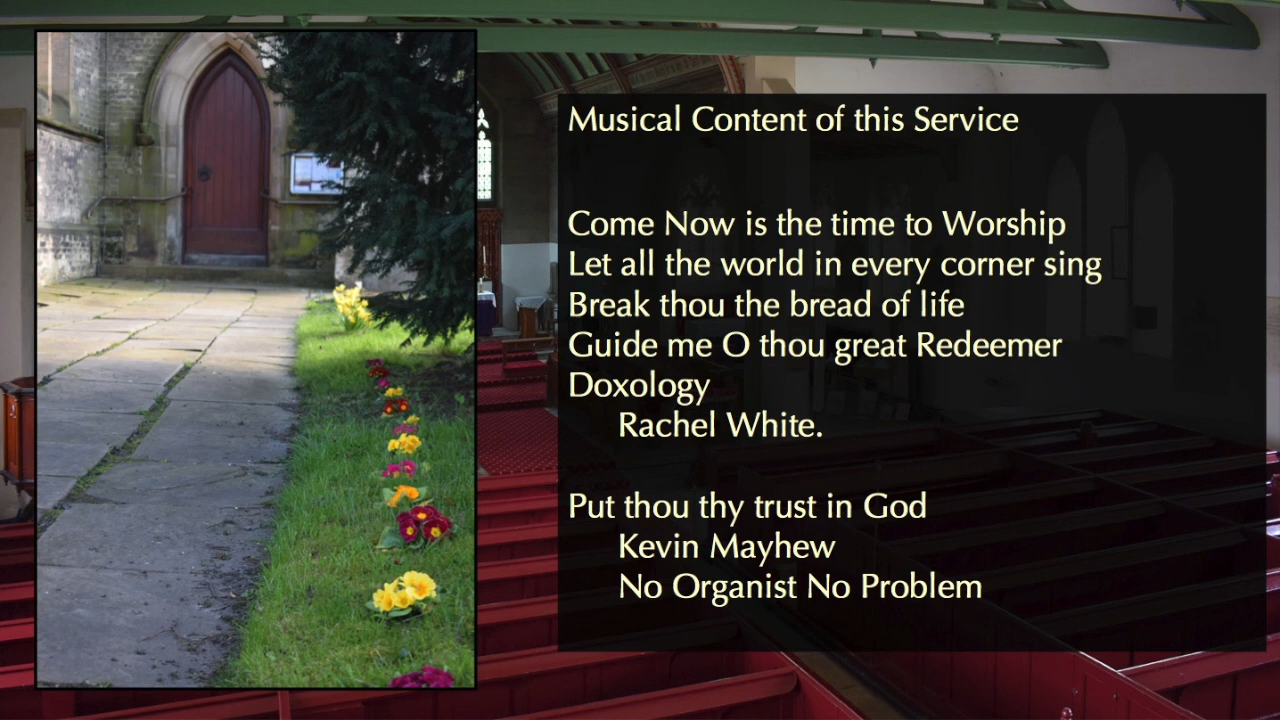 Musical Content of this Service
Come Now is the time to Worship
Let all the world in every corner sing
Break thou the bread of life
Guide me O thou great Redeemer
Doxology
Rachel White.
Put thou thy trust in God
Kevin Mayhew
No Organist No Problem